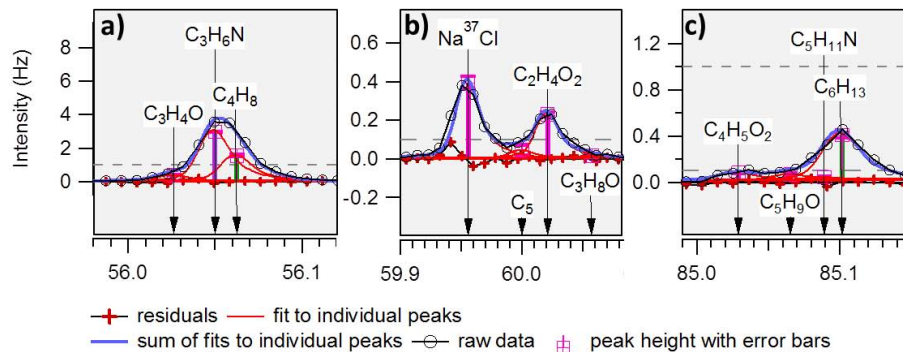 a)
C₃H₆N
C₄H₈
C₃H₄O
Intensity (Hz)
8
6
4
2
0
56.0
56.1
b)
Na³⁷Cl
C₂H₄O₂
C₅
C₃H₈O
0.6
0.4
0.2
0.0
-0.2
59.9
60.0
c)
C₅H₁₁N
C₆H₁₃
C₄H₅O₂
C₅H₉O
1.2
0.8
0.4
0.0
85.0
85.1
residuals
fit to individual peaks
sum of fits to individual peaks
raw data
peak height with error bars